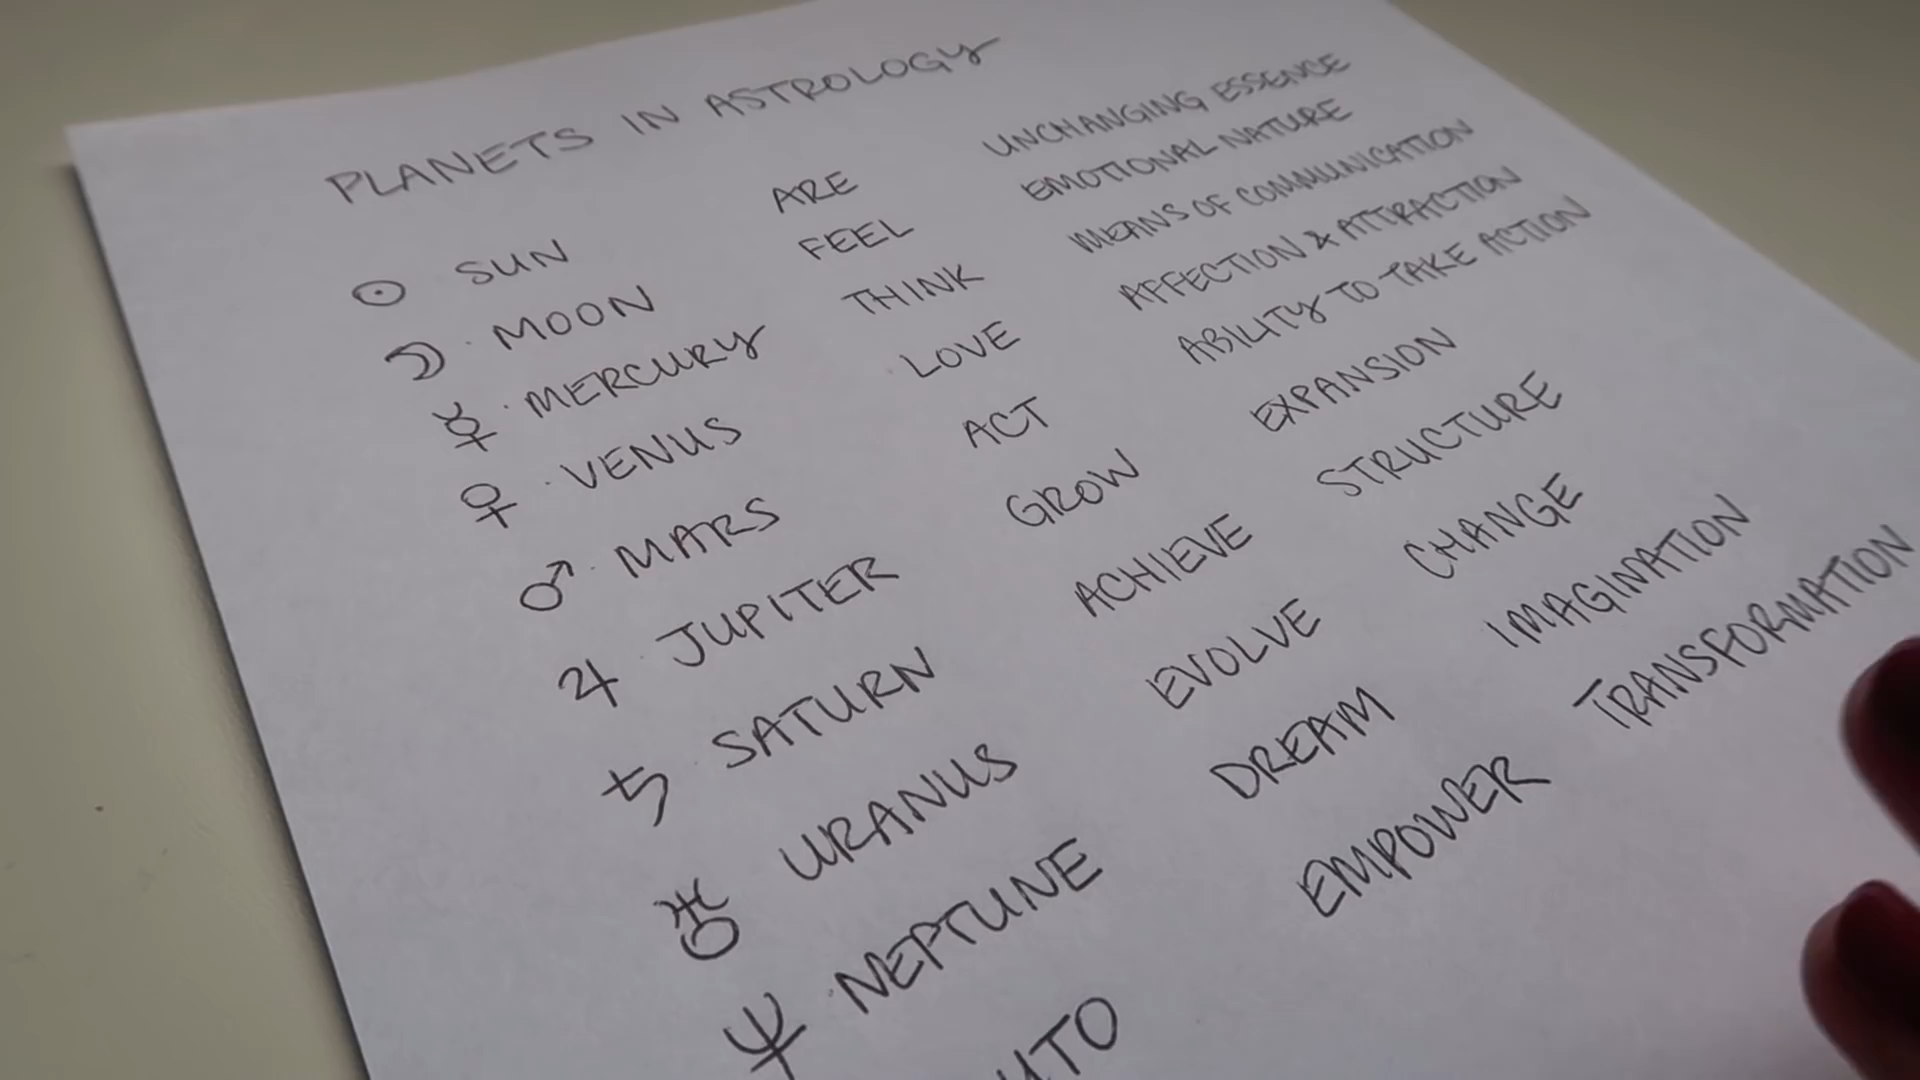 PLANETS IN ASTROLOGY
☉ SUN ARE UNCHANGING ESSENCE
☽ · MOON FEEL EMOTIONAL NATURE
☿ · MERCURY THINK MEANS OF COMMUNICATION
♀ · VENUS LOVE AFFECTION & ATTRACTION
♂ · MARS ACT ABILITY TO TAKE ACTION
♃ · JUPITER GROW EXPANSION
♄ · SATURN ACHIEVE STRUCTURE
⛢ URANUS EVOLVE CHANGE
♆ · NEPTUNE DREAM IMAGINATION
EMPOWER TRANSFORMATION